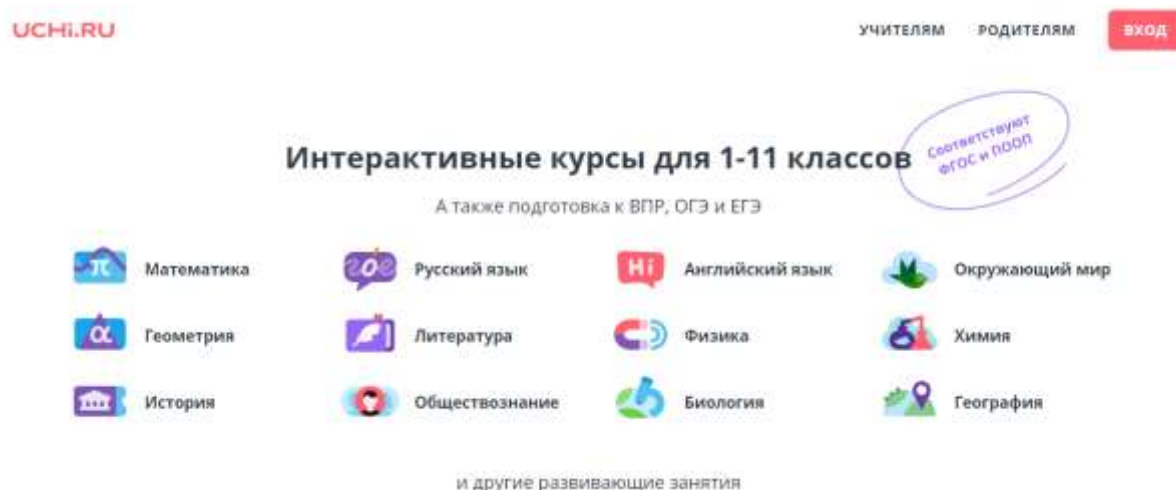 UCHi.RU
УЧИТЕЛЯМ РОДИТЕЛЯМ ВХОД
Соответствуют
ФГОС и ПООП
Интерактивные курсы для 1-11 классов
А также подготовка к ВПР, ОГЭ и ЕГЭ
π Математика Русский язык Hi Английский язык Окружающий мир
α Геометрия Литература Физика Химия
История Обществознание Биология География
и другие развивающие занятия